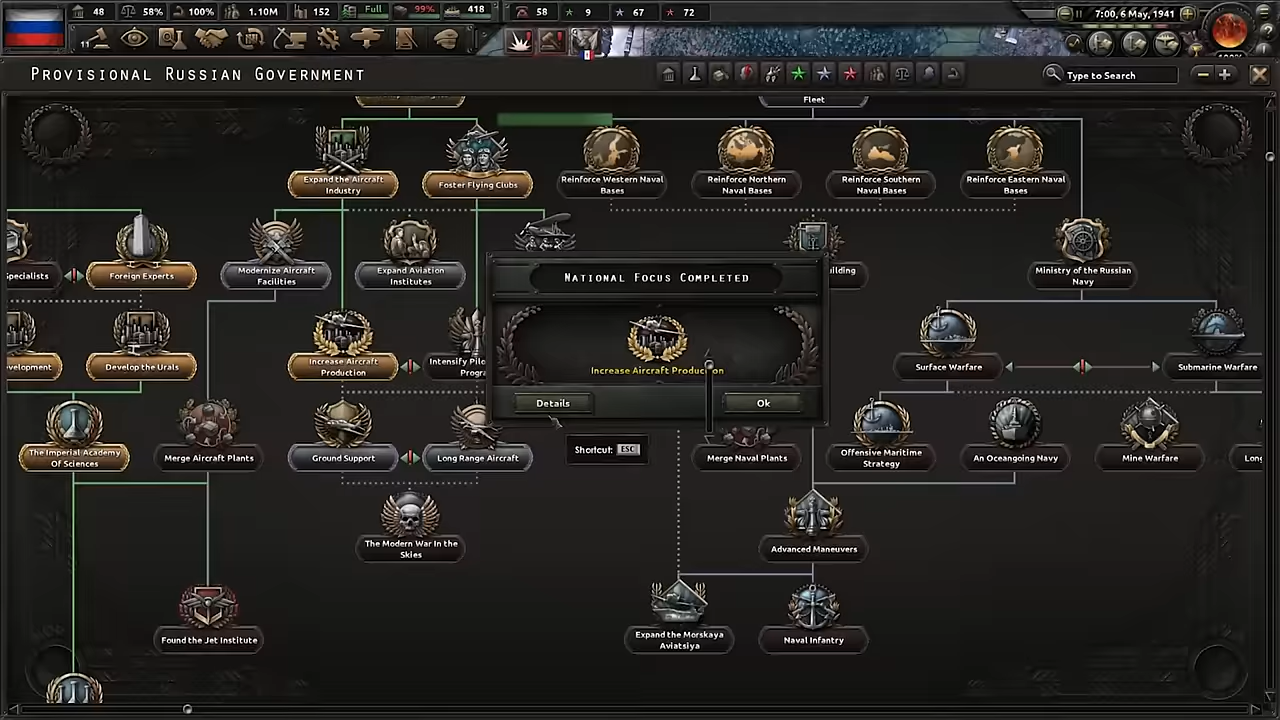 48 58% 100% 1.10M 152 Full 99% 418 58 9 67 72 7:00, 6 May, 1941
11
PROVISIONAL RUSSIAN GOVERNMENT
Type to Search
Fleet
Expand the Aircraft
Industry
Foster Flying Clubs
Reinforce Western Naval
Bases
Reinforce Northern
Naval Bases
Reinforce Southern
Naval Bases
Reinforce Eastern Naval
Bases
Specialists
Foreign Experts
Modernize Aircraft
Facilities
Expand Aviation
Institutes
NATIONAL FOCUS COMPLETED
Ministry of the Russian
Navy
Increase Aircraft Production
Develop the Urals
Increase Aircraft
Production
Surface Warfare
Submarine Warfare
Details
Ok
The Imperial Academy
Of Sciences
Merge Aircraft Plants
Ground Support
Long Range Aircraft
Shortcut: ESC
Merge Naval Plants
Offensive Maritime
Strategy
An Oceangoing Navy
Mine Warfare
The Modern War In the
Skies
Advanced Maneuvers
Found the Jet Institute
Expand the Morskaya
Aviatsiya
Naval Infantry